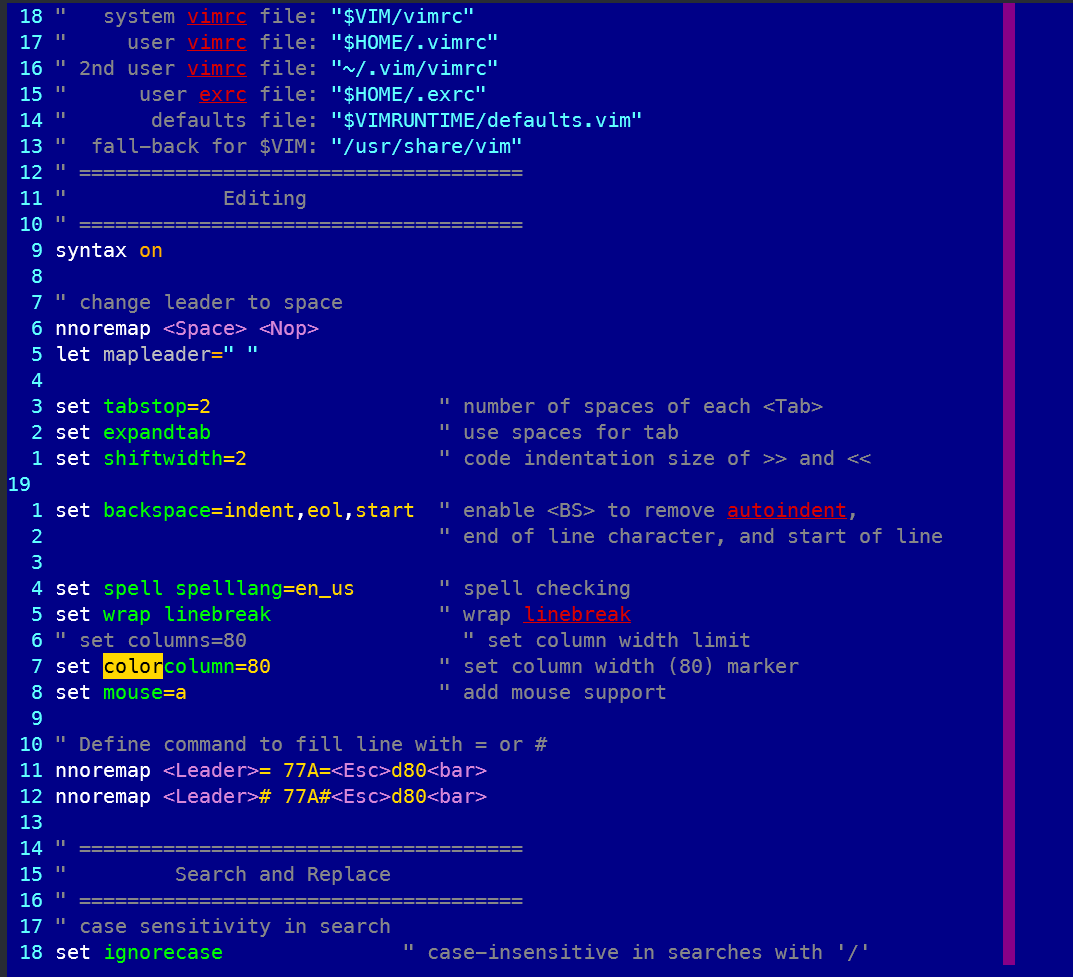 18 "   system vimrc file: "$VIM/vimrc"
17 "     user vimrc file: "$HOME/.vimrc"
16 " 2nd user vimrc file: "~/.vim/vimrc"
15 "      user exrc file: "$HOME/.exrc"
14 "       defaults file: "$VIMRUNTIME/defaults.vim"
13 "  fall-back for $VIM: "/usr/share/vim"
12 " =====================================
11 "             Editing
10 " =====================================
 9 syntax on
 8
 7 " change leader to space
 6 nnoremap <Space> <Nop>
 5 let mapleader=" "
 4
 3 set tabstop=2                   " number of spaces of each <Tab>
 2 set expandtab                   " use spaces for tab
 1 set shiftwidth=2                " code indentation size of >> and <<
19
 1 set backspace=indent,eol,start  " enable <BS> to remove autoindent,
 2                                 " end of line character, and start of line
 3
 4 set spell spelllang=en_us       " spell checking
 5 set wrap linebreak              " wrap linebreak
 6 " set columns=80                  " set column width limit
 7 set colorcolumn=80              " set column width (80) marker
 8 set mouse=a                     " add mouse support
 9
10 " Define command to fill line with = or #
11 nnoremap <Leader>= 77A=<Esc>d80<bar>
12 nnoremap <Leader># 77A#<Esc>d80<bar>
13
14 " =====================================
15 "         Search and Replace
16 " =====================================
17 " case sensitivity in search
18 set ignorecase               " case-insensitive in searches with '/'